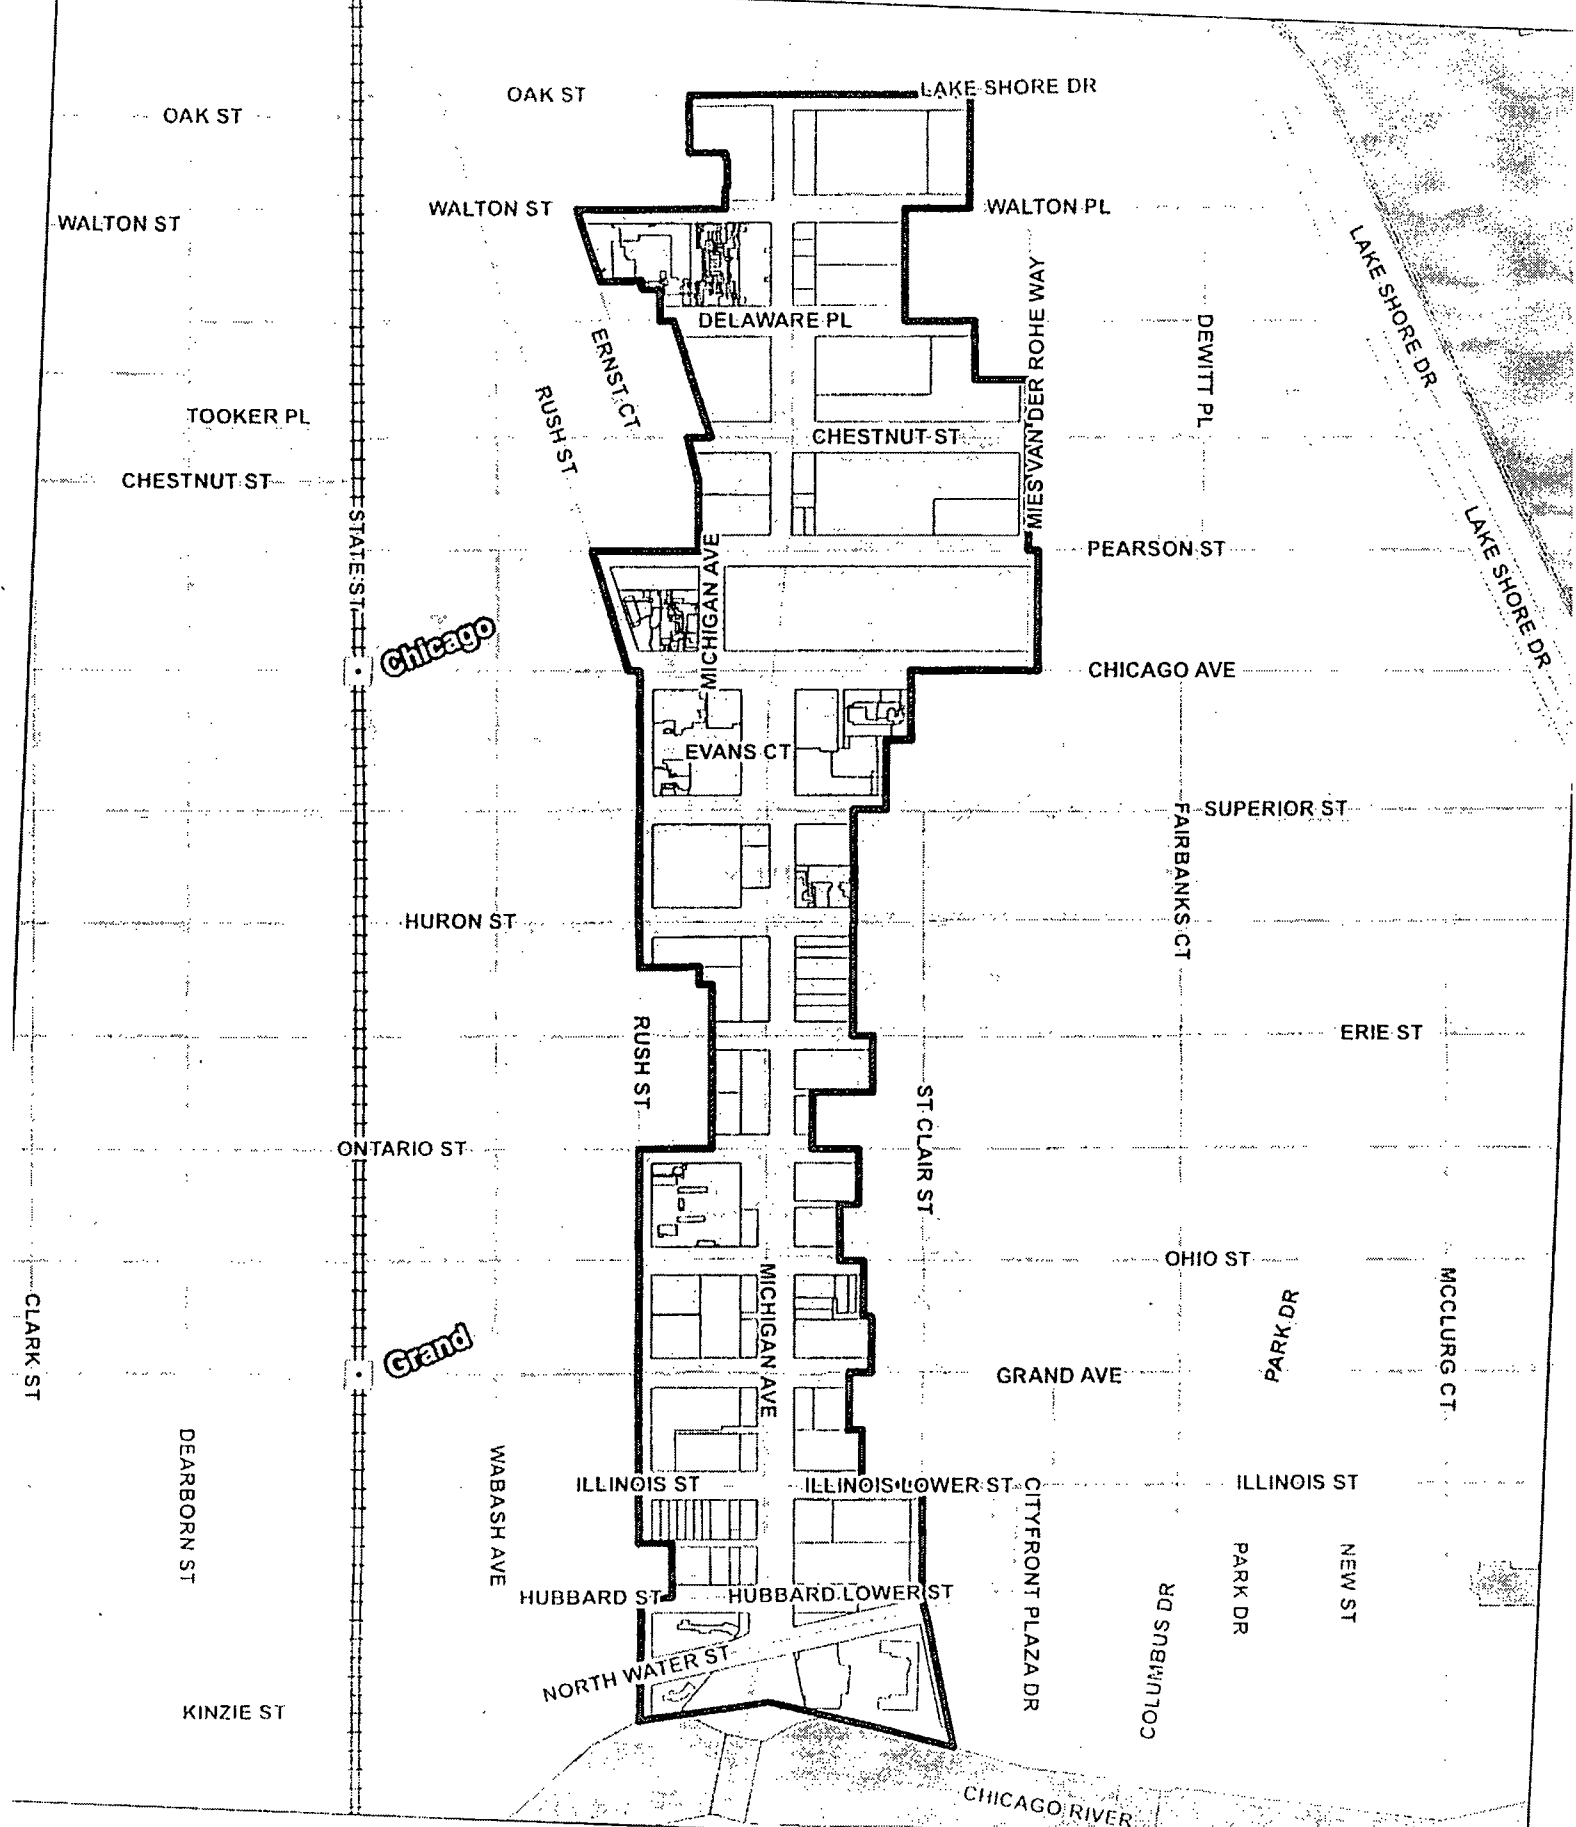 LAKE SHORE DR
OAK ST
OAK ST
WALTON ST
WALTON ST
WALTON PL
LAKE SHORE DR
MIES VAN DER ROHE WAY
DELAWARE PL
DEWITT PL
ERNST CT
RUSH ST
TOOKER PL
CHESTNUT ST
CHESTNUT ST
STATE ST
LAKE SHORE DR
MICHIGAN AVE
PEARSON ST
Chicago
CHICAGO AVE
EVANS CT
SUPERIOR ST
FAIRBANKS CT
HURON ST
RUSH ST
ERIE ST
ST CLAIR ST
ONTARIO ST
OHIO ST
MICHIGAN AVE
CLARK ST
PARK DR
MCCLURG CT
Grand
GRAND AVE
DEARBORN ST
WABASH AVE
ILLINOIS ST
ILLINOIS LOWER ST
ILLINOIS ST
CITYFRONT PLAZA DR
PARK DR
NEW ST
HUBBARD ST
HUBBARD LOWER ST
COLUMBUS DR
NORTH WATER ST
KINZIE ST
CHICAGO RIVER